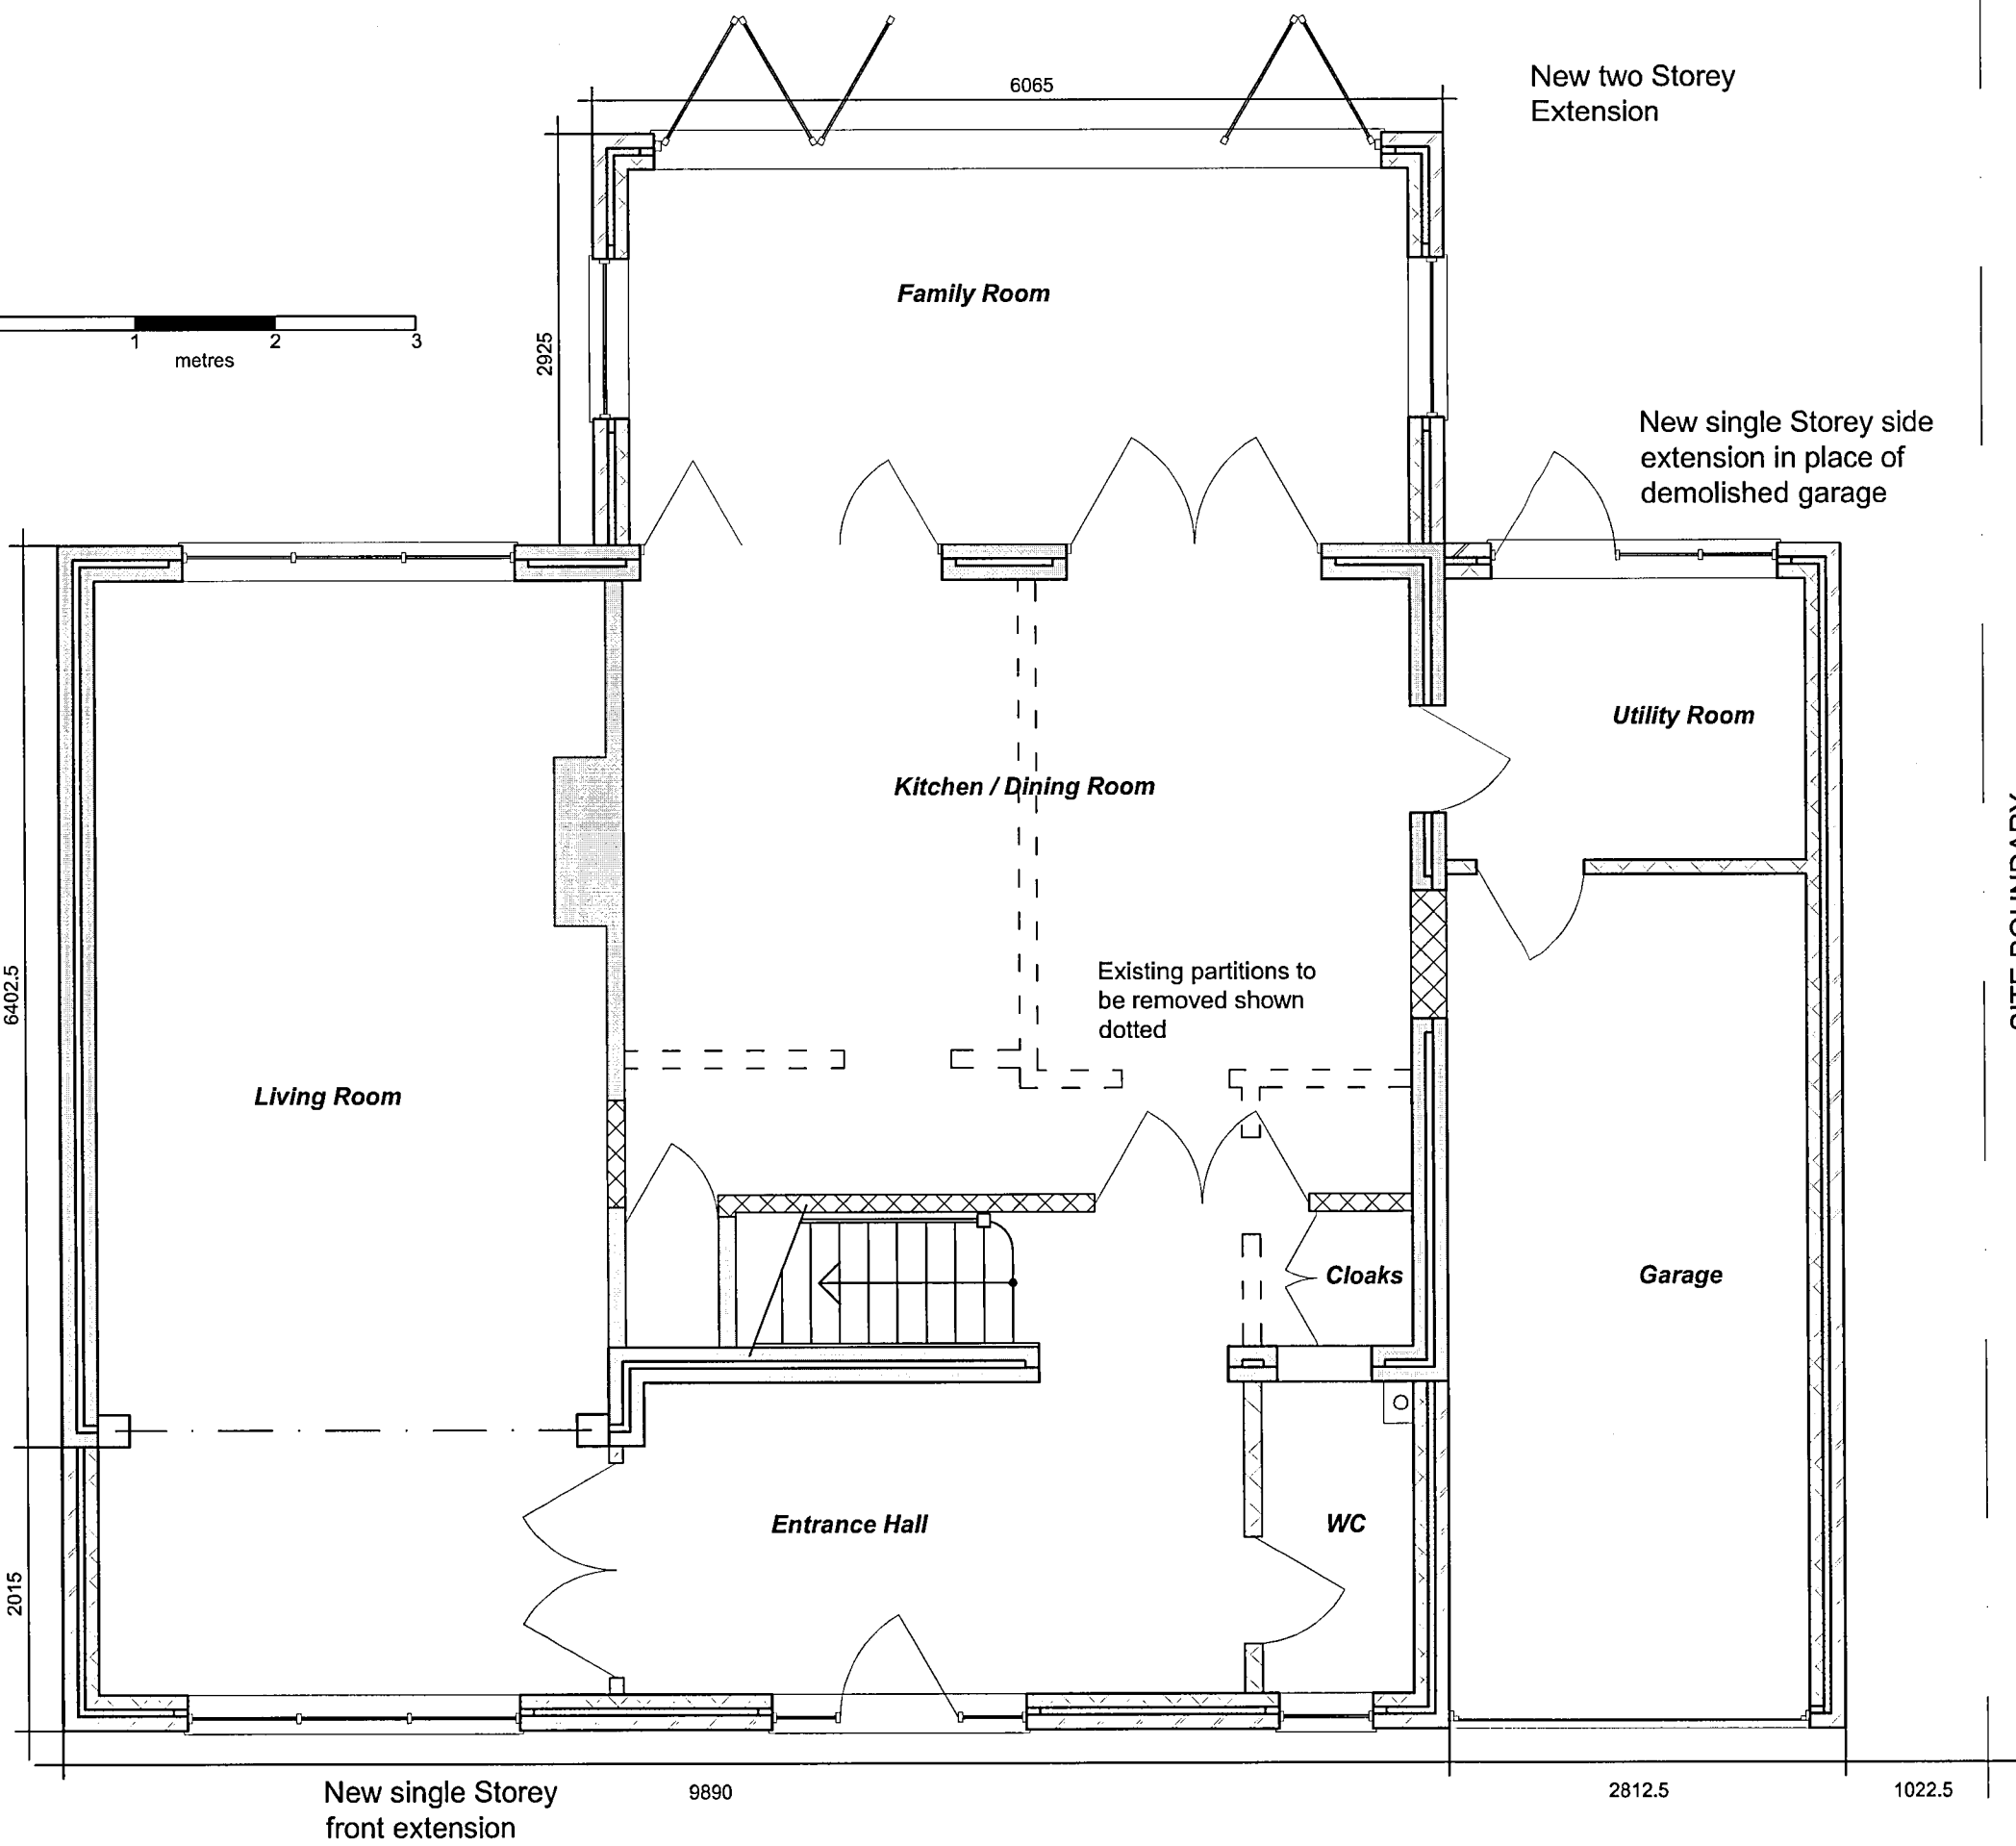 6065
New two Storey
Extension
Family Room
1
2
3
metres
2925
New single Storey side
extension in place of
demolished garage
Utility Room
Kitchen / Dining Room
SITE BOUNDARY
Existing partitions to
be removed shown
dotted
6402.5
Living Room
Cloaks
Garage
Entrance Hall
WC
2015
New single Storey
front extension
9890
2812.5
1022.5